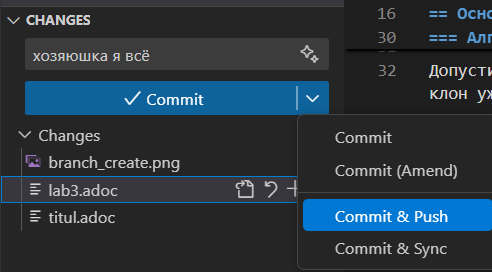 CHANGES
хозяюшка я всё
Commit
Changes
branch_create.png
lab3.adoc
titul.adoc
Commit
Commit (Amend)
Commit & Push
Commit & Sync
16 == Осно
30 === Алг
32 Допусти
клон уж